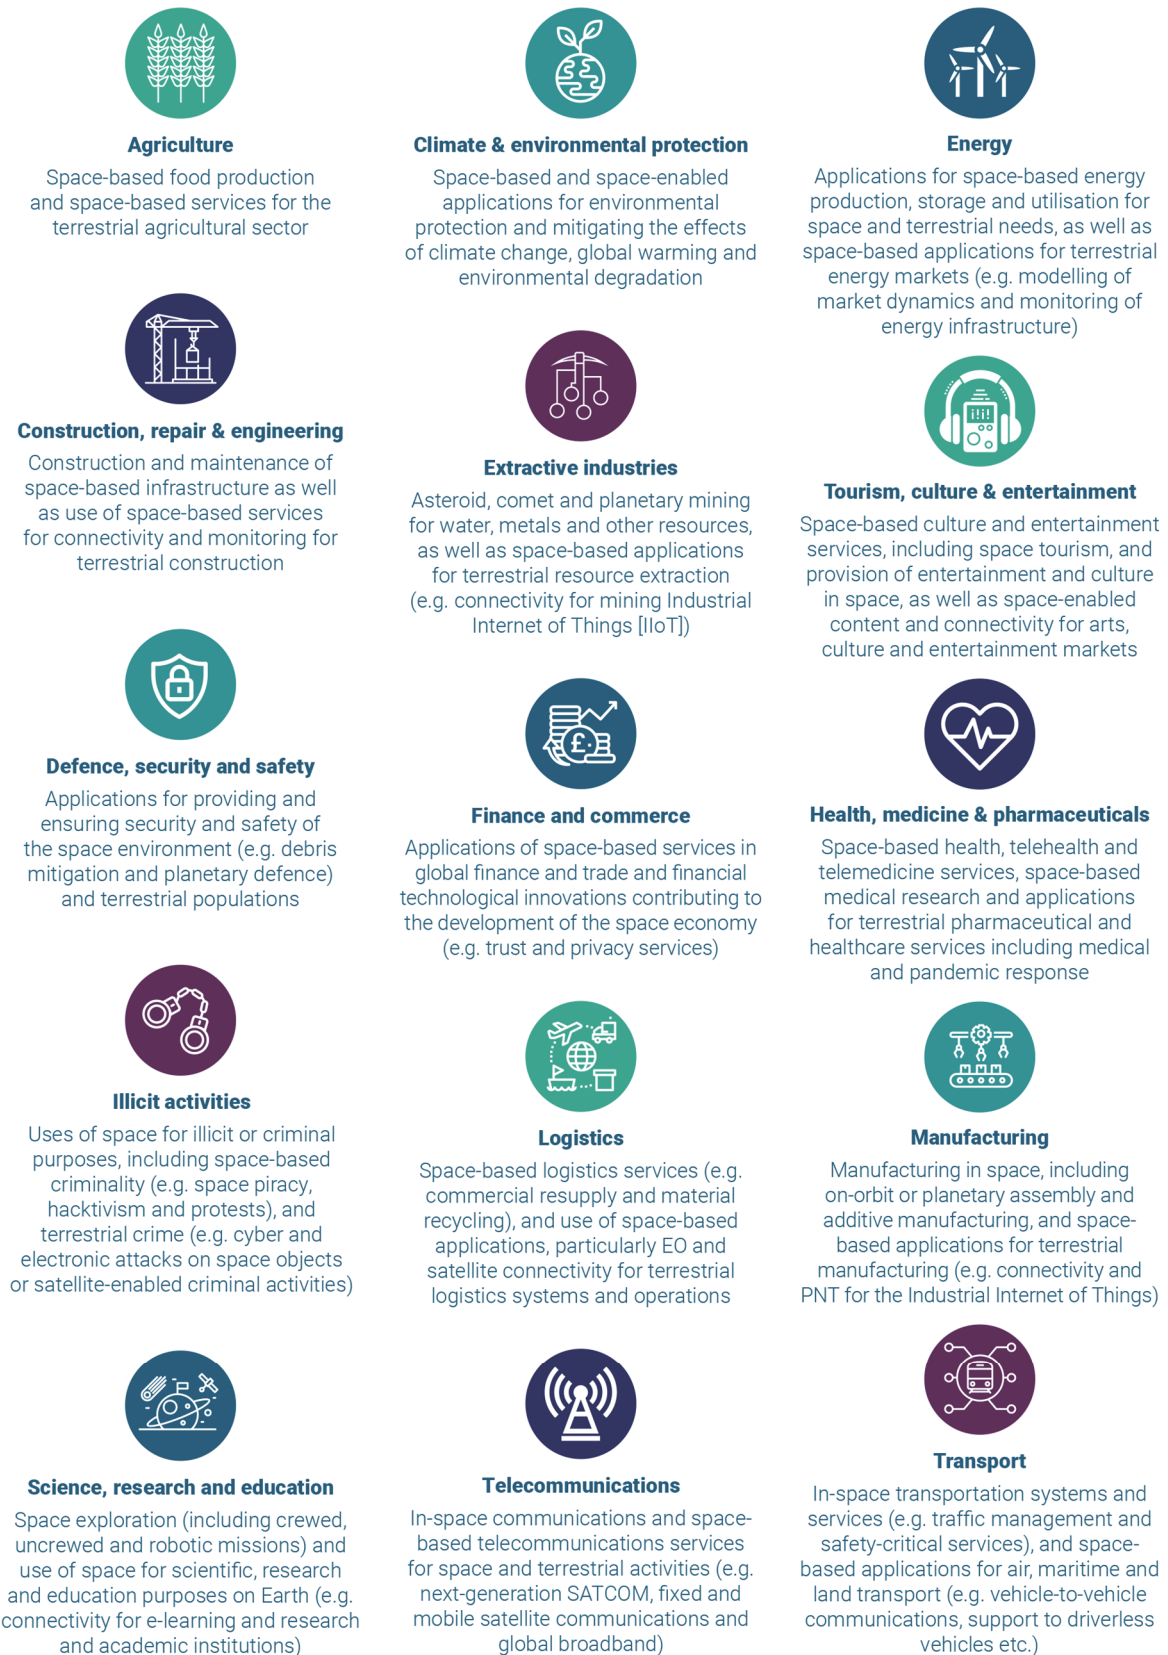 Agriculture
Space-based food production
and space-based services for the
terrestrial agricultural sector
Climate & environmental protection
Space-based and space-enabled
applications for environmental
protection and mitigating the effects
of climate change, global warming and
environmental degradation
Energy
Applications for space-based energy
production, storage and utilisation for
space and terrestrial needs, as well as
space-based applications for terrestrial
energy markets (e.g. modelling of
market dynamics and monitoring of
energy infrastructure)
Construction, repair & engineering
Construction and maintenance of
space-based infrastructure as well
as use of space-based services
for connectivity and monitoring for
terrestrial construction
Extractive industries
Asteroid, comet and planetary mining
for water, metals and other resources,
as well as space-based applications
for terrestrial resource extraction
(e.g. connectivity for mining Industrial
Internet of Things [IIoT])
Tourism, culture & entertainment
Space-based culture and entertainment
services, including space tourism, and
provision of entertainment and culture
in space, as well as space-enabled
content and connectivity for arts,
culture and entertainment markets
Defence, security and safety
Applications for providing and
ensuring security and safety of
the space environment (e.g. debris
mitigation and planetary defence)
and terrestrial populations
£
Finance and commerce
Applications of space-based services in
global finance and trade and financial
technological innovations contributing to
the development of the space economy
(e.g. trust and privacy services)
Health, medicine & pharmaceuticals
Space-based health, telehealth and
telemedicine services, space-based
medical research and applications
for terrestrial pharmaceutical and
healthcare services including medical
and pandemic response
Illicit activities
Uses of space for illicit or criminal
purposes, including space-based
criminality (e.g. space piracy,
hacktivism and protests), and
terrestrial crime (e.g. cyber and
electronic attacks on space objects
or satellite-enabled criminal activities)
Logistics
Space-based logistics services (e.g.
commercial resupply and material
recycling), and use of space-based
applications, particularly EO and
satellite connectivity for terrestrial
logistics systems and operations
Manufacturing
Manufacturing in space, including
on-orbit or planetary assembly and
additive manufacturing, and space-
based applications for terrestrial
manufacturing (e.g. connectivity and
PNT for the Industrial Internet of Things)
Science, research and education
Space exploration (including crewed,
uncrewed and robotic missions) and
use of space for scientific, research
and education purposes on Earth (e.g.
connectivity for e-learning and research
and academic institutions)
Telecommunications
In-space communications and space-
based telecommunications services
for space and terrestrial activities (e.g.
next-generation SATCOM, fixed and
mobile satellite communications and
global broadband)
Transport
In-space transportation systems and
services (e.g. traffic management and
safety-critical services), and space-
based applications for air, maritime and
land transport (e.g. vehicle-to-vehicle
communications, support to driverless
vehicles etc.)